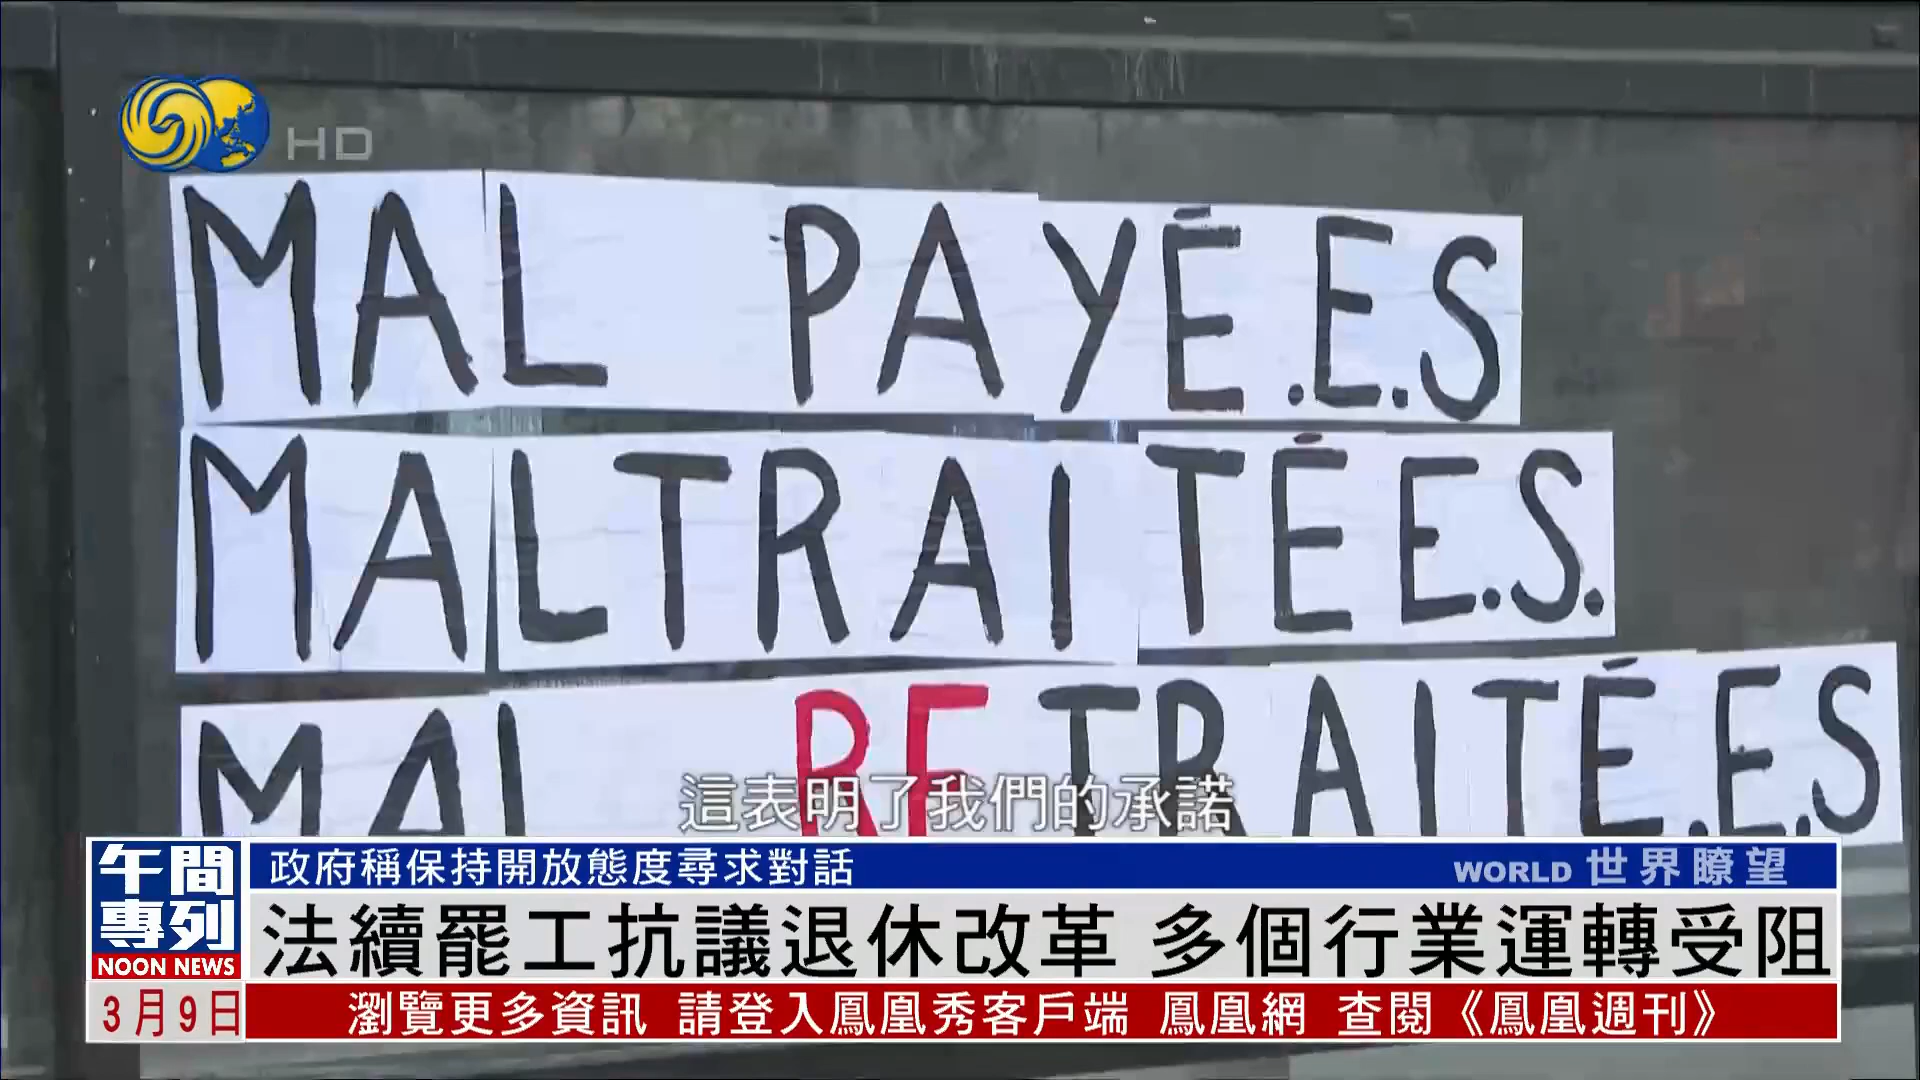 HD
MAL PAYÉ.E.S
MALTRAITÉE.S.
MAL RETRAITÉ.E.S
這表明了我們的承諾
午間專列
NOON NEWS
政府稱保持開放態度尋求對話
WORLD 世界瞭望
法續罷工抗議退休改革 多個行業運轉受阻
3月9日
瀏覽更多資訊 請登入鳳凰秀客戶端 鳳凰網 查閱《鳳凰週刊》